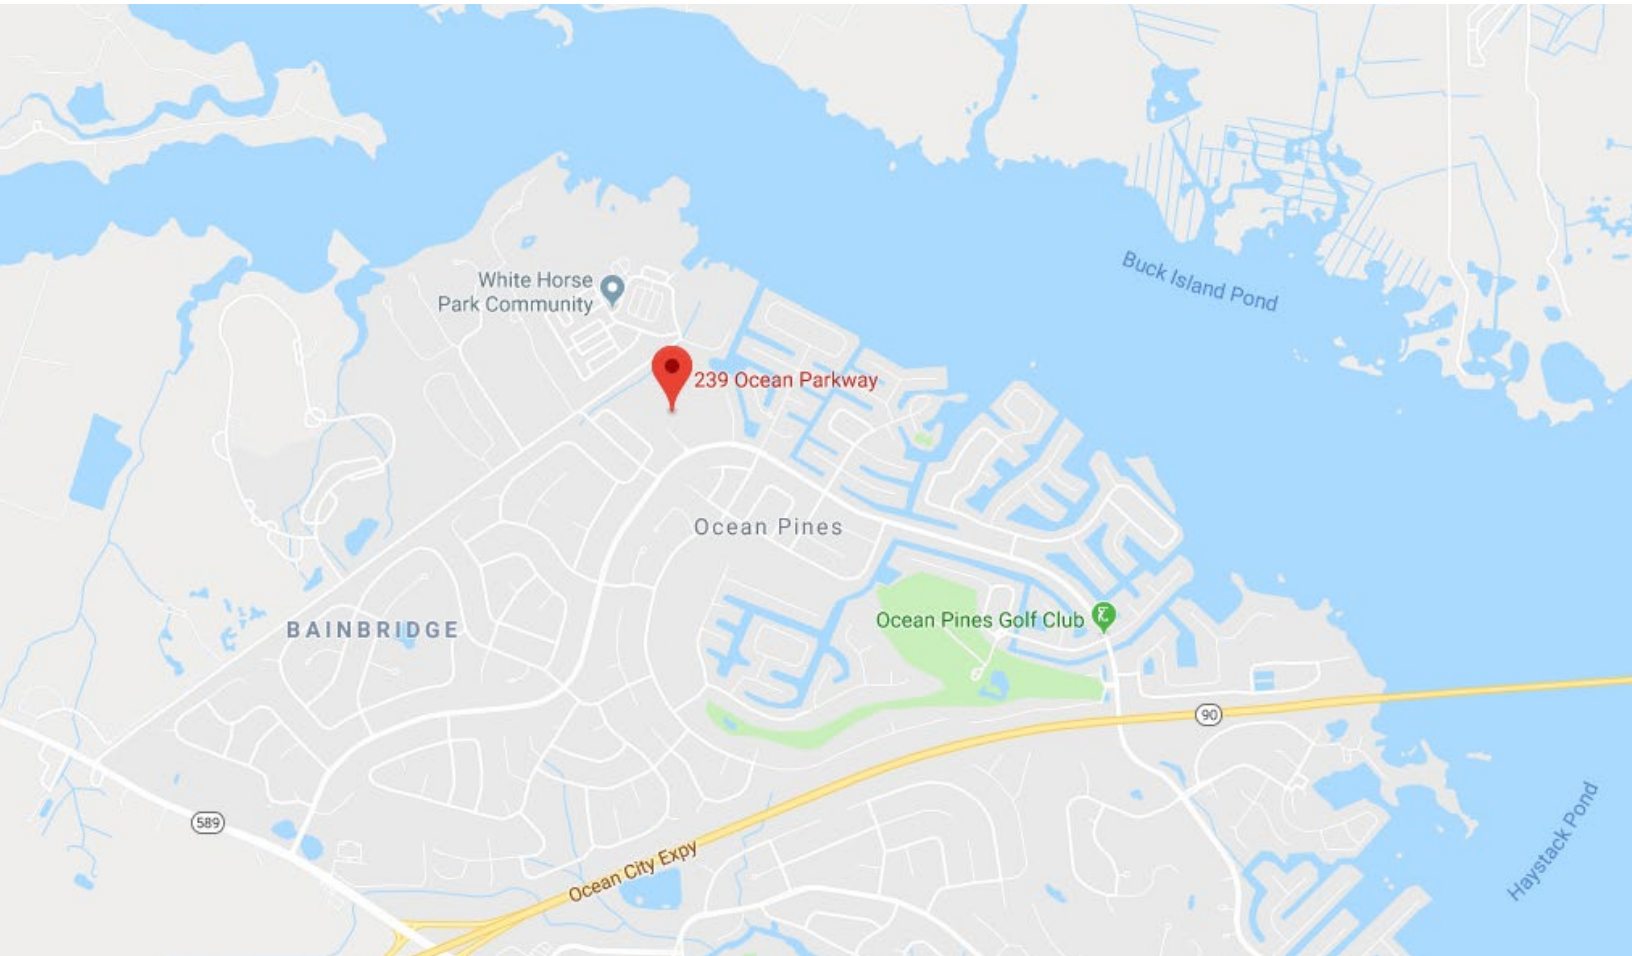 Buck Island Pond
White Horse
Park Community
239 Ocean Parkway
Ocean Pines
Ocean Pines Golf Club
BAINBRIDGE
90
589
Ocean City Expy
Haystack Pond